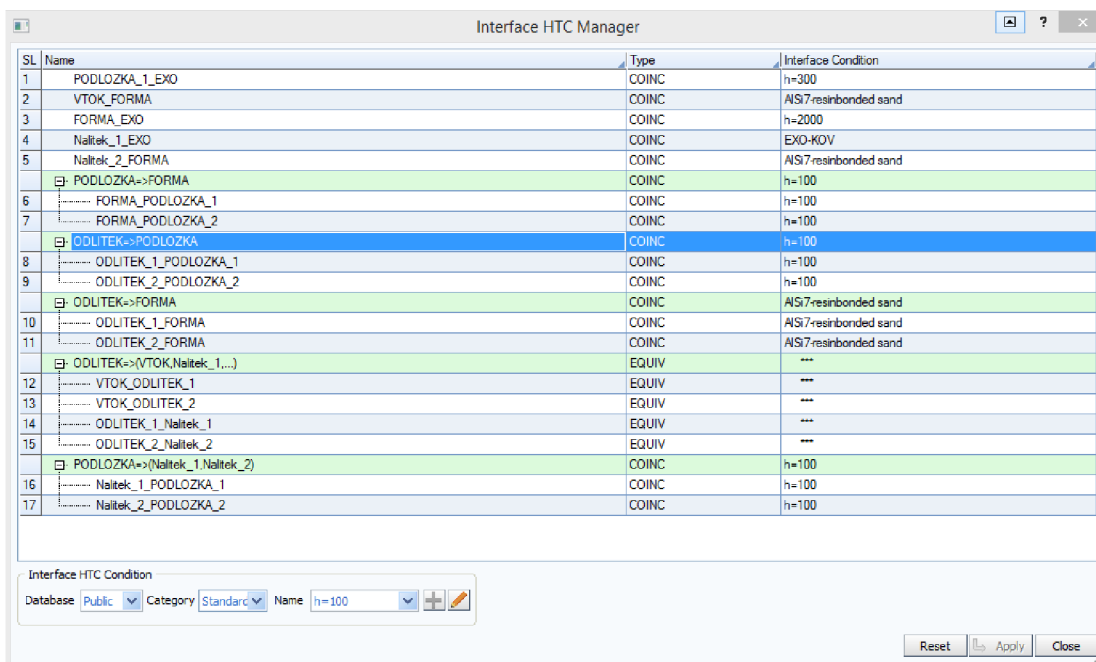 Interface HTC Manager
?
SL Name Type Interface Condition
1 PODLOZKA_1_EXO COINC h=300
2 VTOK_FORMA COINC AlSi7-resinbonded sand
3 FORMA_EXO COINC h=2000
4 Nalitek_1_EXO COINC EXO-KOV
5 Nalitek_2_FORMA COINC AlSi7-resinbonded sand
PODLOZKA=>FORMA COINC h=100
6 FORMA_PODLOZKA_1 COINC h=100
7 FORMA_PODLOZKA_2 COINC h=100
ODLITEK=>PODLOZKA COINC h=100
8 ODLITEK_1_PODLOZKA_1 COINC h=100
9 ODLITEK_2_PODLOZKA_2 COINC h=100
ODLITEK=>FORMA COINC AlSi7-resinbonded sand
10 ODLITEK_1_FORMA COINC AlSi7-resinbonded sand
11 ODLITEK_2_FORMA COINC AlSi7-resinbonded sand
ODLITEK=>(VTOK,Nalitek_1,...) EQUIV ***
12 VTOK_ODLITEK_1 EQUIV ***
13 VTOK_ODLITEK_2 EQUIV ***
14 ODLITEK_1_Nalitek_1 EQUIV ***
15 ODLITEK_2_Nalitek_2 EQUIV ***
PODLOZKA=>(Nalitek_1,Nalitek_2) COINC h=100
16 Nalitek_1_PODLOZKA_1 COINC h=100
17 Nalitek_2_PODLOZKA_2 COINC h=100
Interface HTC Condition
Database Public Category Standard Name h=100
Reset Apply Close